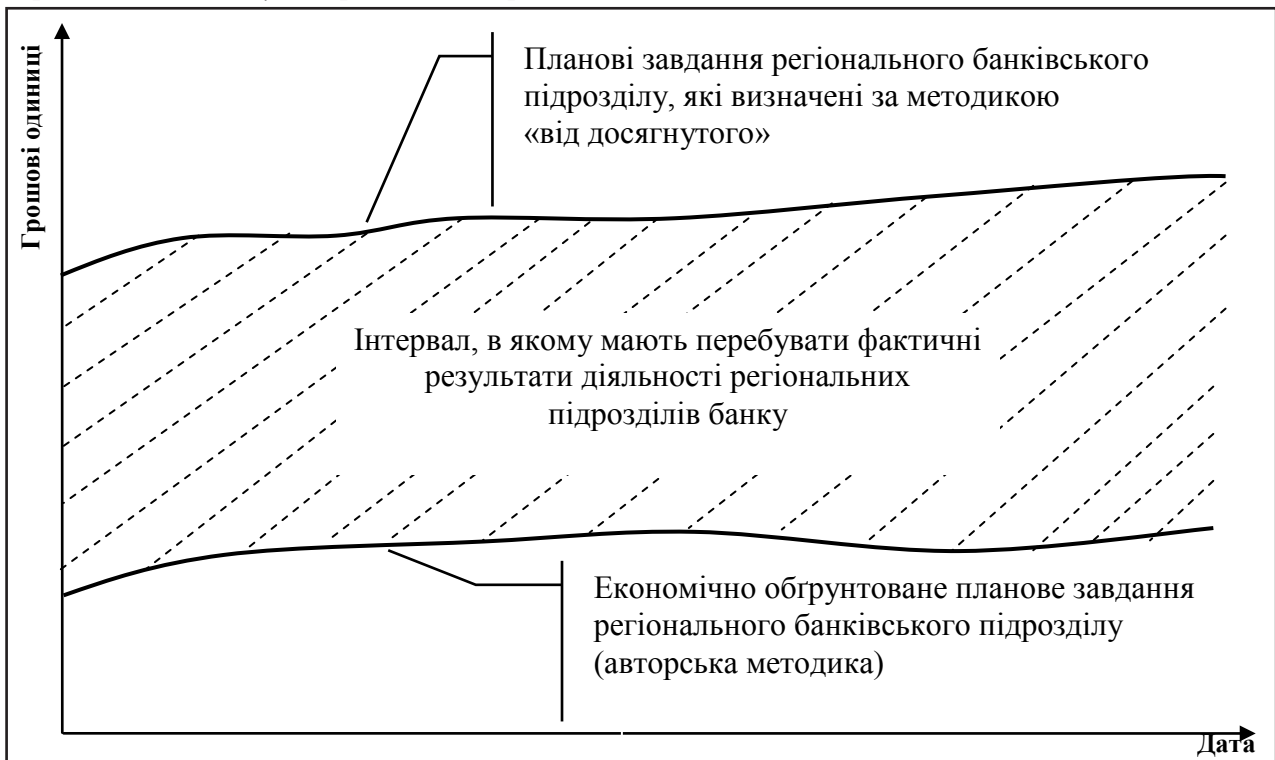 Грошові одиниці
Планові завдання регіонального банківського
підрозділу, які визначені за методикою
«від досягнутого»
Інтервал, в якому мають перебувати фактичні
результати діяльності регіональних
підрозділів банку
Економічно обґрунтоване планове завдання
регіонального банківського підрозділу
(авторська методика)
Дата